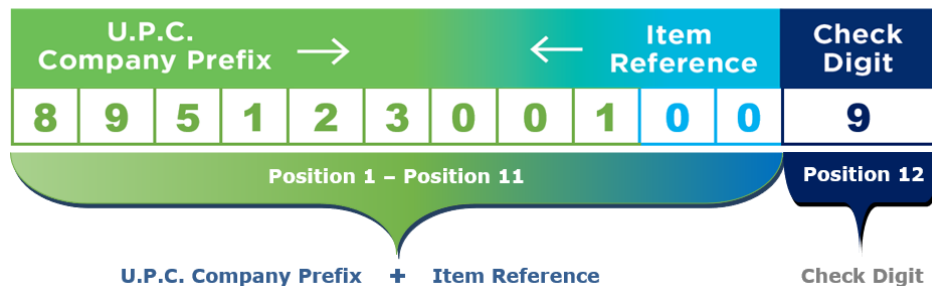 U.P.C.
Company Prefix →
← Item
Reference
Check
Digit
8 9 5 1 2 3 0 0 1 0 0 9
Position 1 – Position 11
Position 12
U.P.C. Company Prefix + Item Reference
Check Digit